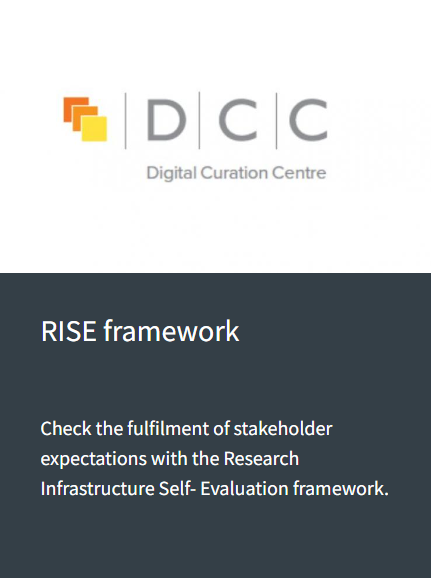 D|C|C
Digital Curation Centre
RISE framework
Check the fulfilment of stakeholder
expectations with the Research
Infrastructure Self- Evaluation framework.